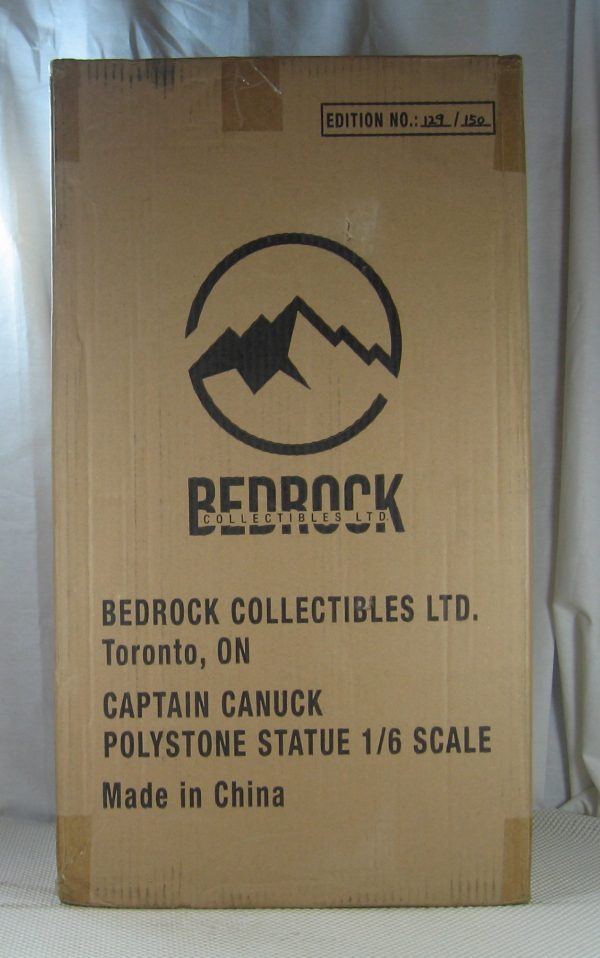 EDITION NO.: 129 / 150
BEDROCK
COLLECTIBLES LTD.
BEDROCK COLLECTIBLES LTD.
Toronto, ON
CAPTAIN CANUCK
POLYSTONE STATUE 1/6 SCALE
Made in China